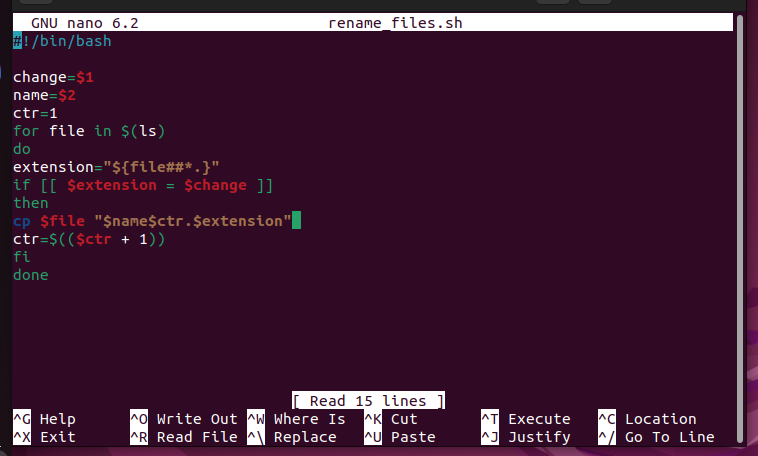 GNU nano 6.2 rename_files.sh
#!/bin/bash
change=$1
name=$2
ctr=1
for file in $(ls)
do
extension="${file##*.}"
if [[ $extension = $change ]]
then
cp $file "$name$ctr.$extension"
ctr=$(($ctr + 1))
fi
done
[ Read 15 lines ]
^G Help ^O Write Out ^W Where Is ^K Cut ^T Execute ^C Location
^X Exit ^R Read File ^\ Replace ^U Paste ^J Justify ^/ Go To Line